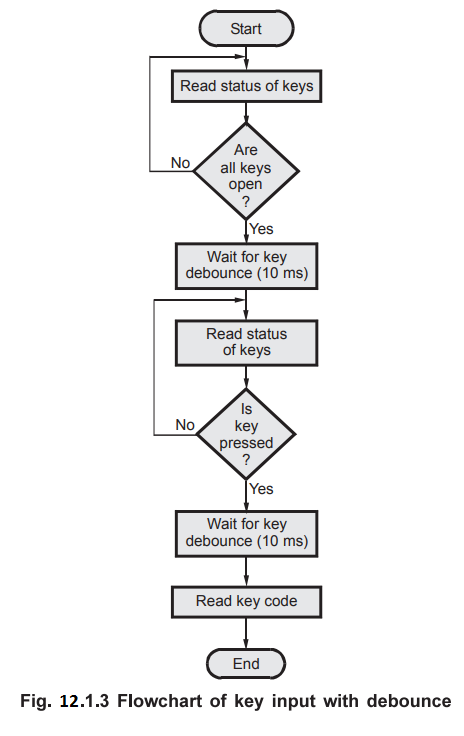 Start
Read status of keys
Are
all keys
open
?
No
Yes
Wait for key
debounce (10 ms)
Read status
of keys
Is
key
pressed
?
No
Yes
Wait for key
debounce (10 ms)
Read key code
End
Fig. 12.1.3 Flowchart of key input with debounce